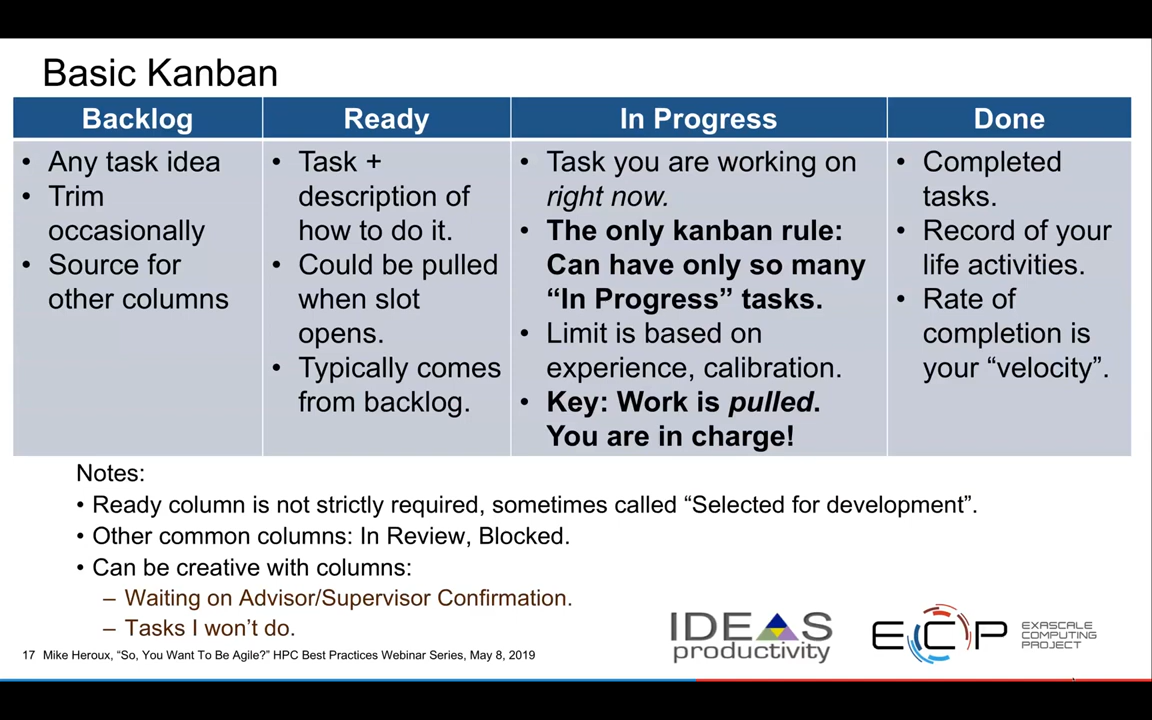 Basic Kanban
Backlog
• Any task idea
• Trim
occasionally
• Source for
other columns
Ready
• Task +
description of
how to do it.
• Could be pulled
when slot
opens.
• Typically comes
from backlog.
In Progress
• Task you are working on
right now.
• The only kanban rule:
Can have only so many
“In Progress” tasks.
• Limit is based on
experience, calibration.
• Key: Work is pulled.
You are in charge!
Done
• Completed
tasks.
• Record of your
life activities.
• Rate of
completion is
your “velocity”.
Notes:
• Ready column is not strictly required, sometimes called “Selected for development”.
• Other common columns: In Review, Blocked.
• Can be creative with columns:
– Waiting on Advisor/Supervisor Confirmation.
– Tasks I won’t do.
17 Mike Heroux, “So, You Want To Be Agile?” HPC Best Practices Webinar Series, May 8, 2019
IDEAS
productivity
ECP
EXASCALE
COMPUTING
PROJECT